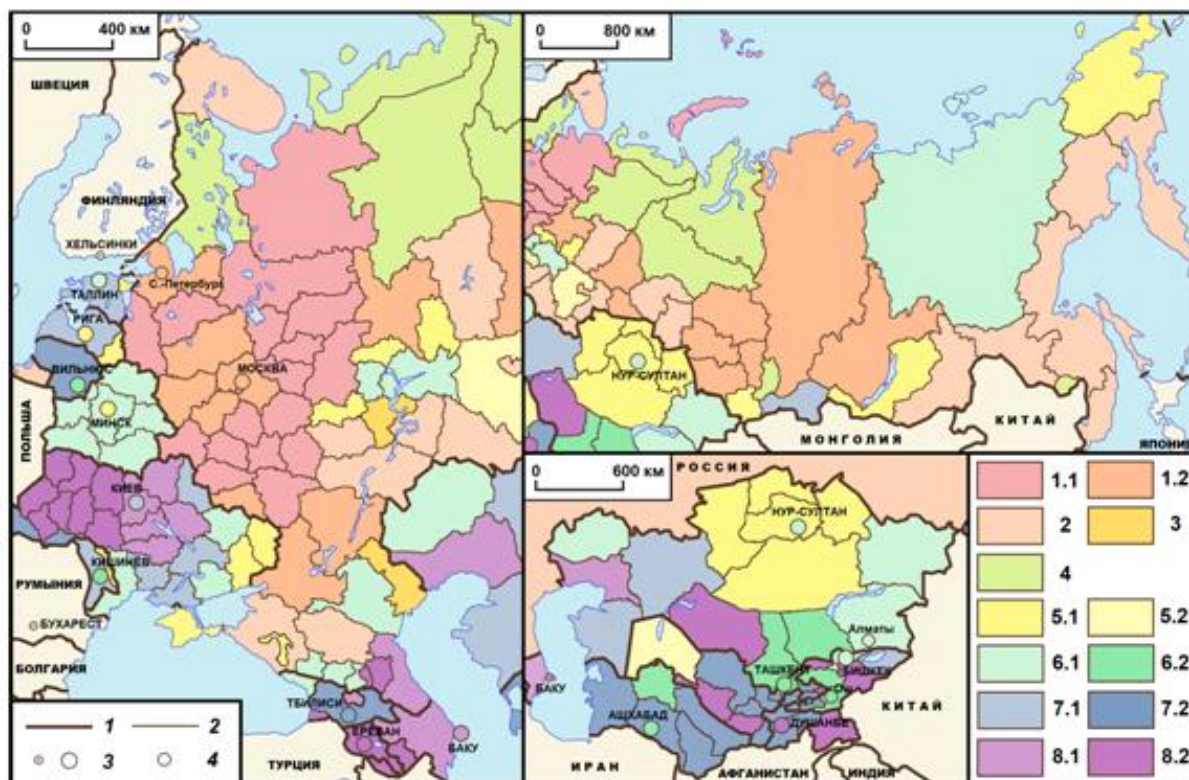 0 400 км
ШВЕЦИЯ
ФИНЛЯНДИЯ
ХЕЛЬСИНКИ
С.-Петербург
ТАЛЛИН
РИГА
ВИЛЬНЮС
МОСКВА
МИНСК
ПОЛЬША
КИЕВ
КИШИНЕВ
РУМЫНИЯ
БУХАРЕСТ
БОЛГАРИЯ
ТБИЛИСИ
ЕРЕВАН
БАКУ
ТУРЦИЯ
1 2
3 4
0 800 км
НУР-СУЛТАН
МОНГОЛИЯ
КИТАЙ
ЯПОНИЯ
0 600 км
РОССИЯ
НУР-СУЛТАН
Алматы
БИШКЕК
ТАШКЕНТ
БАКУ
АШХАБАД
ДУШАНБЕ
КИТАЙ
ИРАН
АФГАНИСТАН
ИНДИЯ
1.1 1.2
2 3
4
5.1 5.2
6.1 6.2
7.1 7.2
8.1 8.2